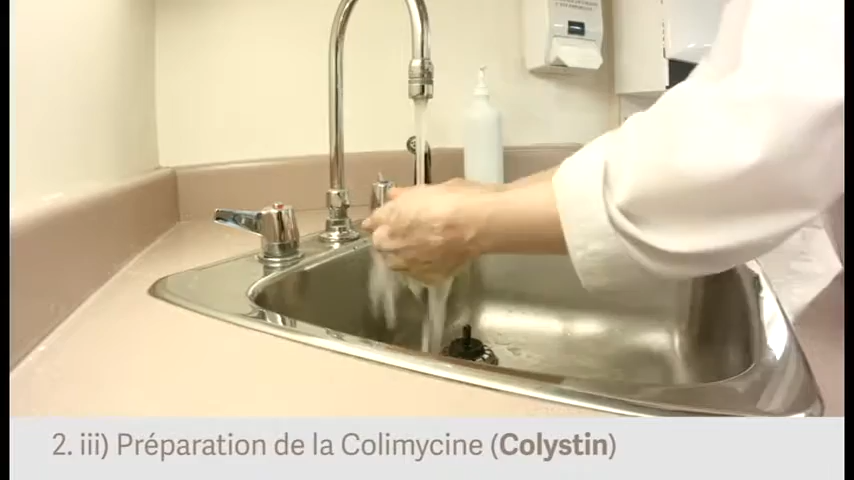 2. iii) Préparation de la Colimycine (Colystin)